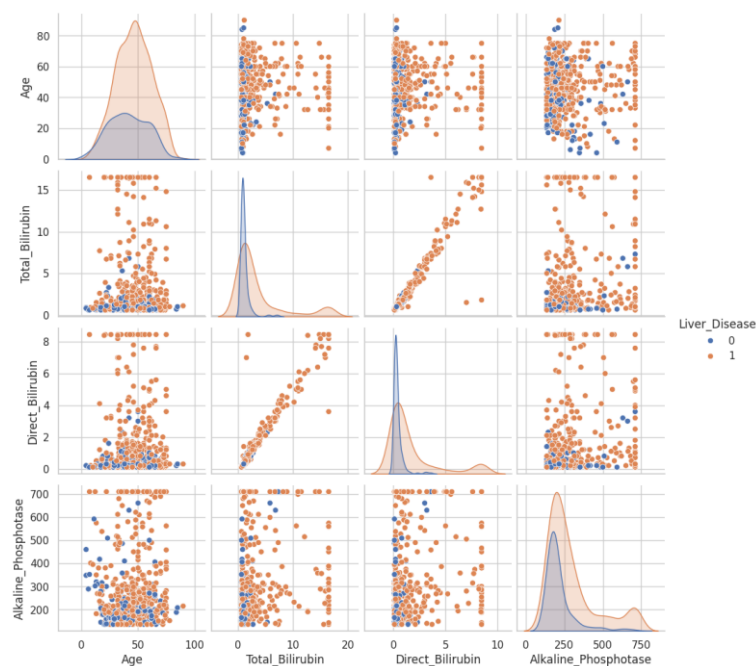 Age
80
60
40
20
0
Total_Bilirubin
15
10
5
0
Direct_Bilirubin
8
6
4
2
0
Liver_Disease
0
1
Alkaline_Phosphotase
700
600
500
400
300
200
0 50 100
0 10 20
0 5 10
0 250 500 750
Age
Total_Bilirubin
Direct_Bilirubin
Alkaline_Phosphotase